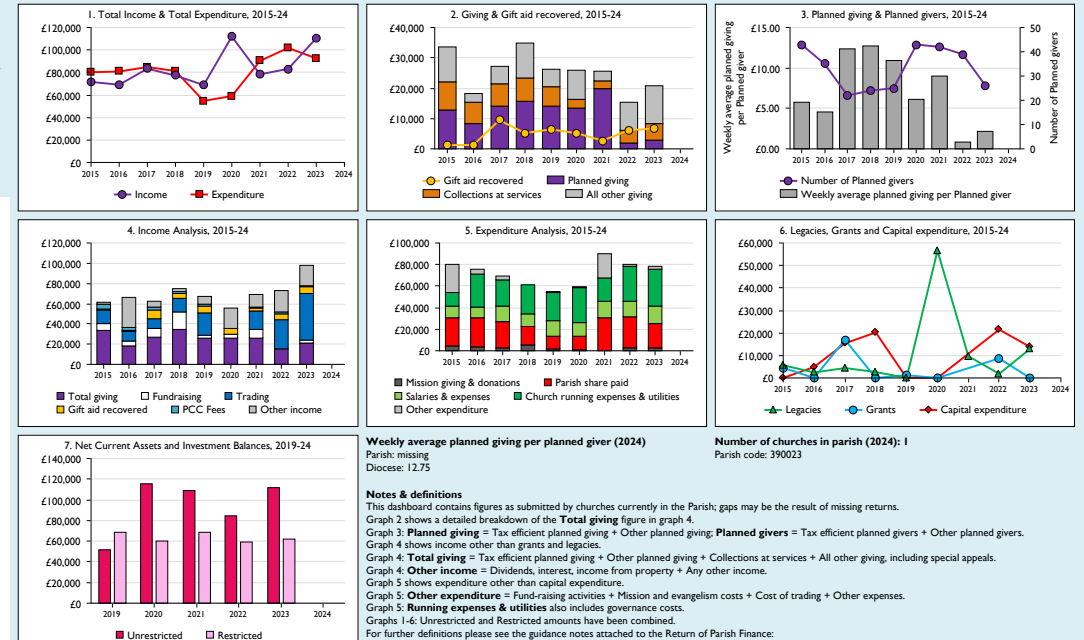 1. Total Income & Total Expenditure, 2015-24
£120,000
£100,000
£80,000
£60,000
£40,000
£20,000
£0
2015 2016 2017 2018 2019 2020 2021 2022 2023 2024
Income Expenditure
2. Giving & Gift aid recovered, 2015-24
£40,000
£30,000
£20,000
£10,000
£0
2015 2016 2017 2018 2019 2020 2021 2022 2023 2024
Gift aid recovered Planned giving
Collections at services All other giving
3. Planned giving & Planned givers, 2015-24
Weekly average planned giving
per Planned giver
£15.00
£10.00
£5.00
£0.00
50
40
30
20
10
0
Number of Planned givers
2015 2016 2017 2018 2019 2020 2021 2022 2023 2024
Number of Planned givers
Weekly average planned giving per Planned giver
4. Income Analysis, 2015-24
£120,000
£100,000
£80,000
£60,000
£40,000
£20,000
£0
2015 2016 2017 2018 2019 2020 2021 2022 2023 2024
Total giving Fundraising Trading
Gift aid recovered PCC Fees Other income
5. Expenditure Analysis, 2015-24
£100,000
£80,000
£60,000
£40,000
£20,000
£0
2015 2016 2017 2018 2019 2020 2021 2022 2023 2024
Mission giving & donations Parish share paid
Salaries & expenses Church running expenses & utilities
Other expenditure
6. Legacies, Grants and Capital expenditure, 2015-24
£60,000
£50,000
£40,000
£30,000
£20,000
£10,000
£0
2015 2016 2017 2018 2019 2020 2021 2022 2023 2024
Legacies Grants Capital expenditure
7. Net Current Assets and Investment Balances, 2019-24
£140,000
£120,000
£100,000
£80,000
£60,000
£40,000
£20,000
£0
2019 2020 2021 2022 2023 2024
Unrestricted Restricted
Weekly average planned giving per planned giver (2024)
Parish: missing
Diocese: 12.75
Number of churches in parish (2024): 1
Parish code: 390023
Notes & definitions
This dashboard contains figures as submitted by churches currently in the Parish; gaps may be the result of missing returns.
Graph 2 shows a detailed breakdown of the Total giving figure in graph 4.
Graph 3: Planned giving = Tax efficient planned giving + Other planned giving; Planned givers = Tax efficient planned givers + Other planned givers.
Graph 4 shows income other than grants and legacies.
Graph 4: Total giving = Tax efficient planned giving + Other planned giving + Collections at services + All other giving, including special appeals.
Graph 4: Other income = Dividends, interest, income from property + Any other income.
Graph 5 shows expenditure other than capital expenditure.
Graph 5: Other expenditure = Fund-raising activities + Mission and evangelism costs + Cost of trading + Other expenses.
Graph 5: Running expenses & utilities also includes governance costs.
Graphs 1-6: Unrestricted and Restricted amounts have been combined.
For further definitions please see the guidance notes attached to the Return of Parish Finance: